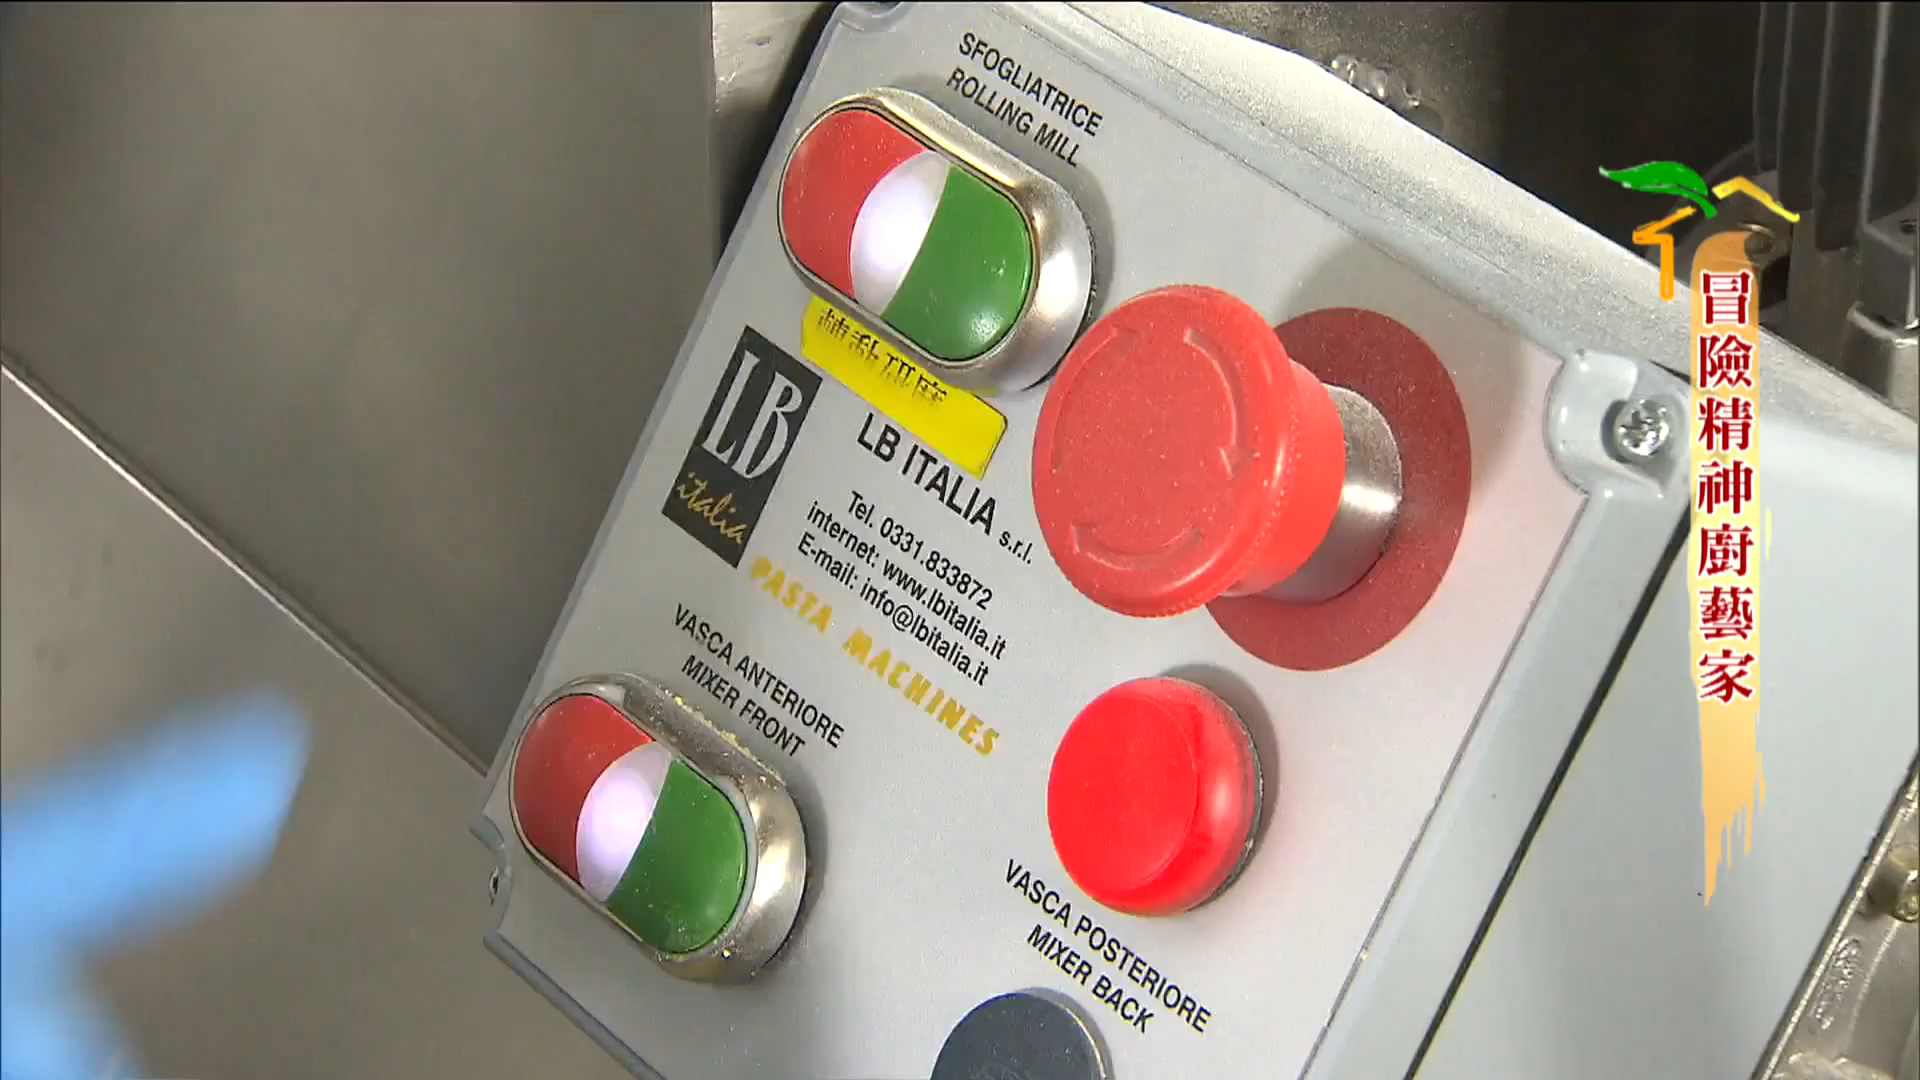 SFOGLIATRICE
ROLLING MILL
LB
italia
LB ITALIA s.r.l.
Tel. 0331.833872
internet: www.lbitalia.it
E-mail: info@lbitalia.it
PASTA MACHINES
VASCA ANTERIORE
MIXER FRONT
VASCA POSTERIORE
MIXER BACK
冒險精神廚藝家